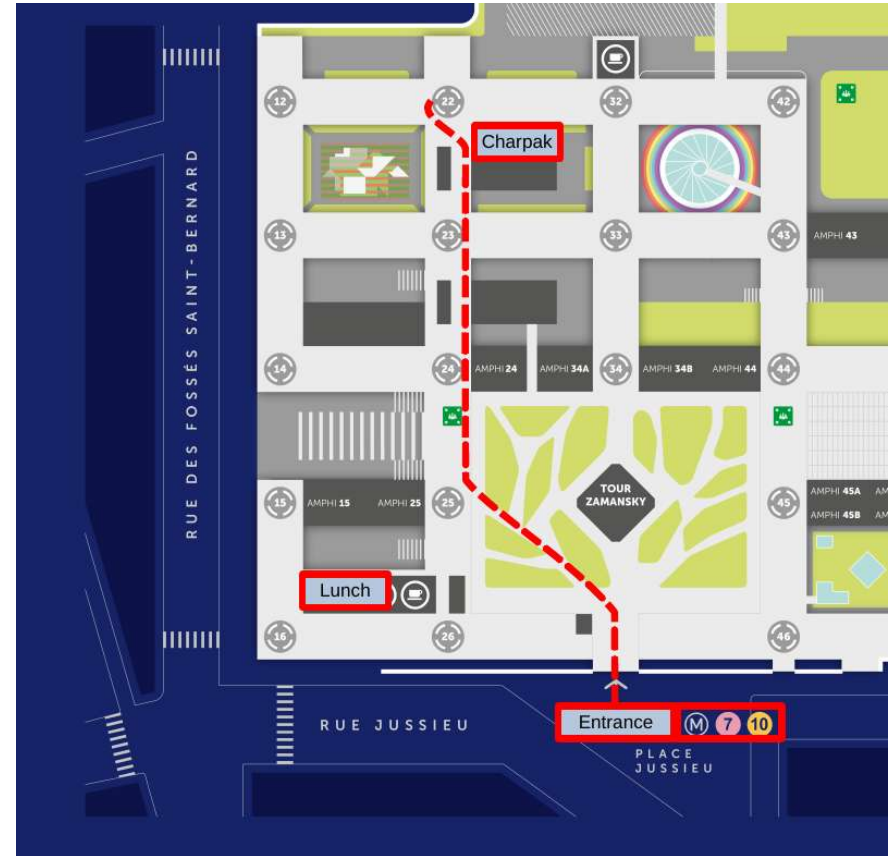 12
22
32
42
Charpak
RUE DES FOSSÉS SAINT-BERNARD
13
23
33
43
AMPHI 43
14
24
AMPHI 24
AMPHI 34A
34
AMPHI 34B
AMPHI 44
44
TOUR
ZAMANSKY
15
AMPHI 15
AMPHI 25
25
45
AMPHI 45A AM
AMPHI 45B AM
Lunch
16
26
46
RUE JUSSIEU
Entrance
M 7 10
PLACE
JUSSIEU